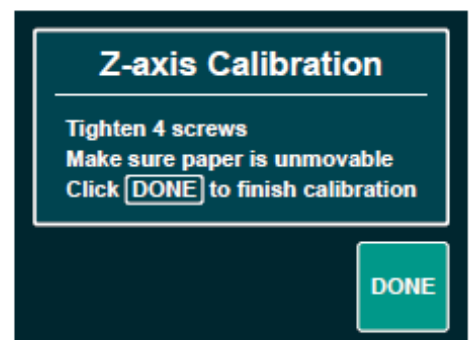 Z-axis Calibration
Tighten 4 screws
Make sure paper is unmovable
Click DONE to finish calibration
DONE